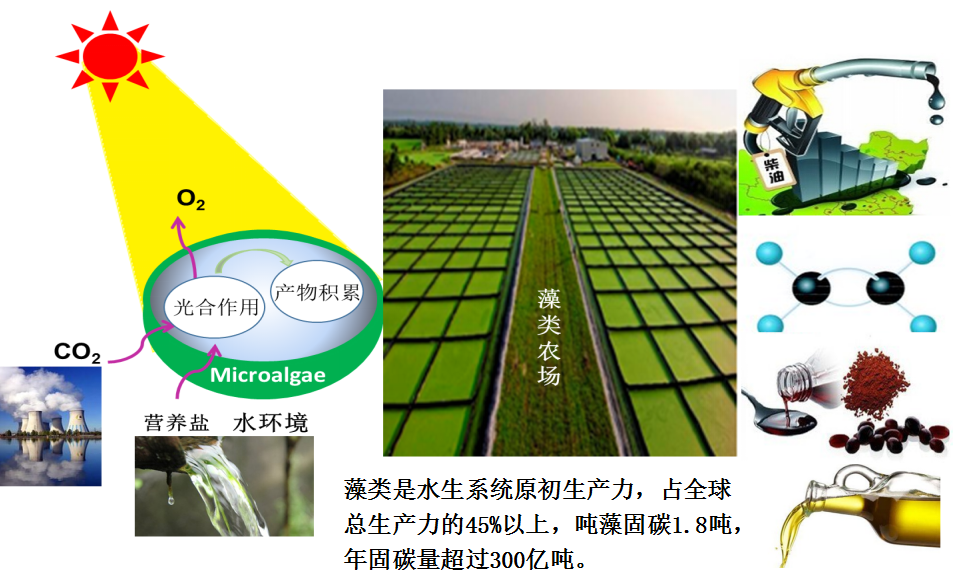 O2
光合作用
产物积累
CO2
Microalgae
营养盐 水环境
藻类农场
柴油
藻类是水生系统原初生产力，占全球
总生产力的45%以上，吨藻固碳1.8吨，
年固碳量超过300亿吨。